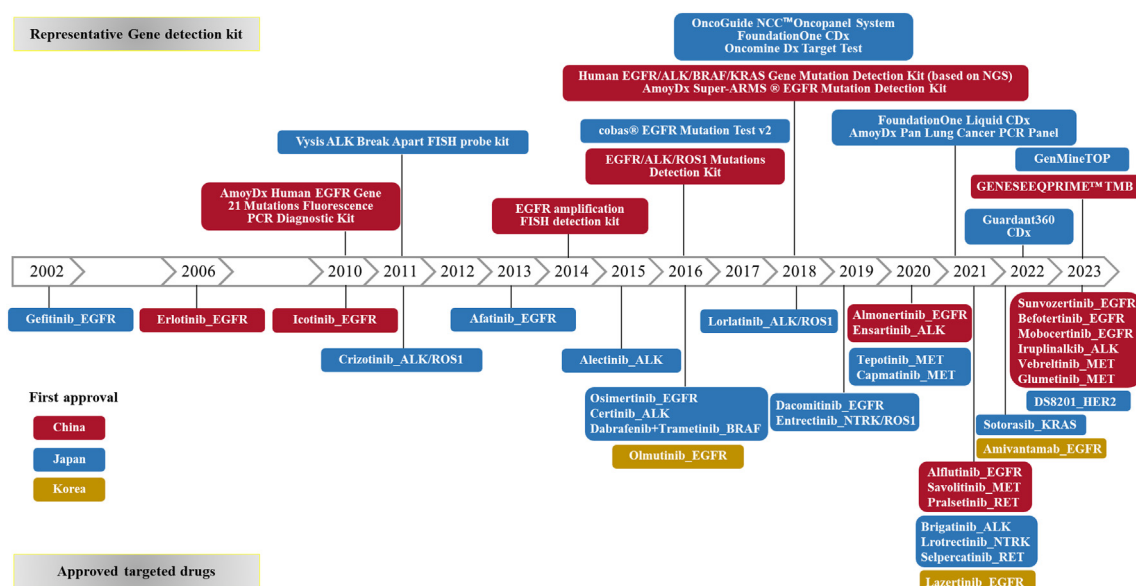 Representative Gene detection kit
OncoGuide NCC™Oncopanel System
FoundationOne CDx
Oncomine Dx Target Test
Human EGFR/ALK/BRAF/KRAS Gene Mutation Detection Kit (based on NGS)
AmoyDx Super-ARMS ® EGFR Mutation Detection Kit
FoundationOne Liquid CDx
AmoyDx Pan Lung Cancer PCR Panel
Vysis ALK Break Apart FISH probe kit
cobas® EGFR Mutation Test v2
GenMineTOP
EGFR/ALK/ROS1 Mutations
Detection Kit
GENESEEQPRIME™ TMB
AmoyDx Human EGFR Gene
21 Mutations Fluorescence
PCR Diagnostic Kit
EGFR amplification
FISH detection kit
Guardant360
CDx
2002 2006 2010 2011 2012 2013 2014 2015 2016 2017 2018 2019 2020 2021 2022 2023
Gefitinib_EGFR
Erlotinib_EGFR
Icotinib_EGFR
Crizotinib_ALK/ROS1
Afatinib_EGFR
Alectinib_ALK
Osimertinib_EGFR
Certinib_ALK
Dabrafenib+Trametinib_BRAF
Olmutinib_EGFR
Lorlatinib_ALK/ROS1
Dacomitinib_EGFR
Entrectinib_NTRK/ROS1
Almonertinib_EGFR
Ensartinib_ALK
Tepotinib_MET
Capmatinib_MET
Alflutinib_EGFR
Savolitinib_MET
Pralsetinib_RET
Brigatinib_ALK
Lrotrectinib_NTRK
Selpercatinib_RET
Lazertinib_EGFR
Sotorasib_KRAS
Amivantamab_EGFR
Sunvozertinib_EGFR
Befotertinib_EGFR
Mobocertinib_EGFR
Iruplinalkib_ALK
Vebreltinib_MET
Glumetinib_MET
DS8201_HER2
First approval
China
Japan
Korea
Approved targeted drugs